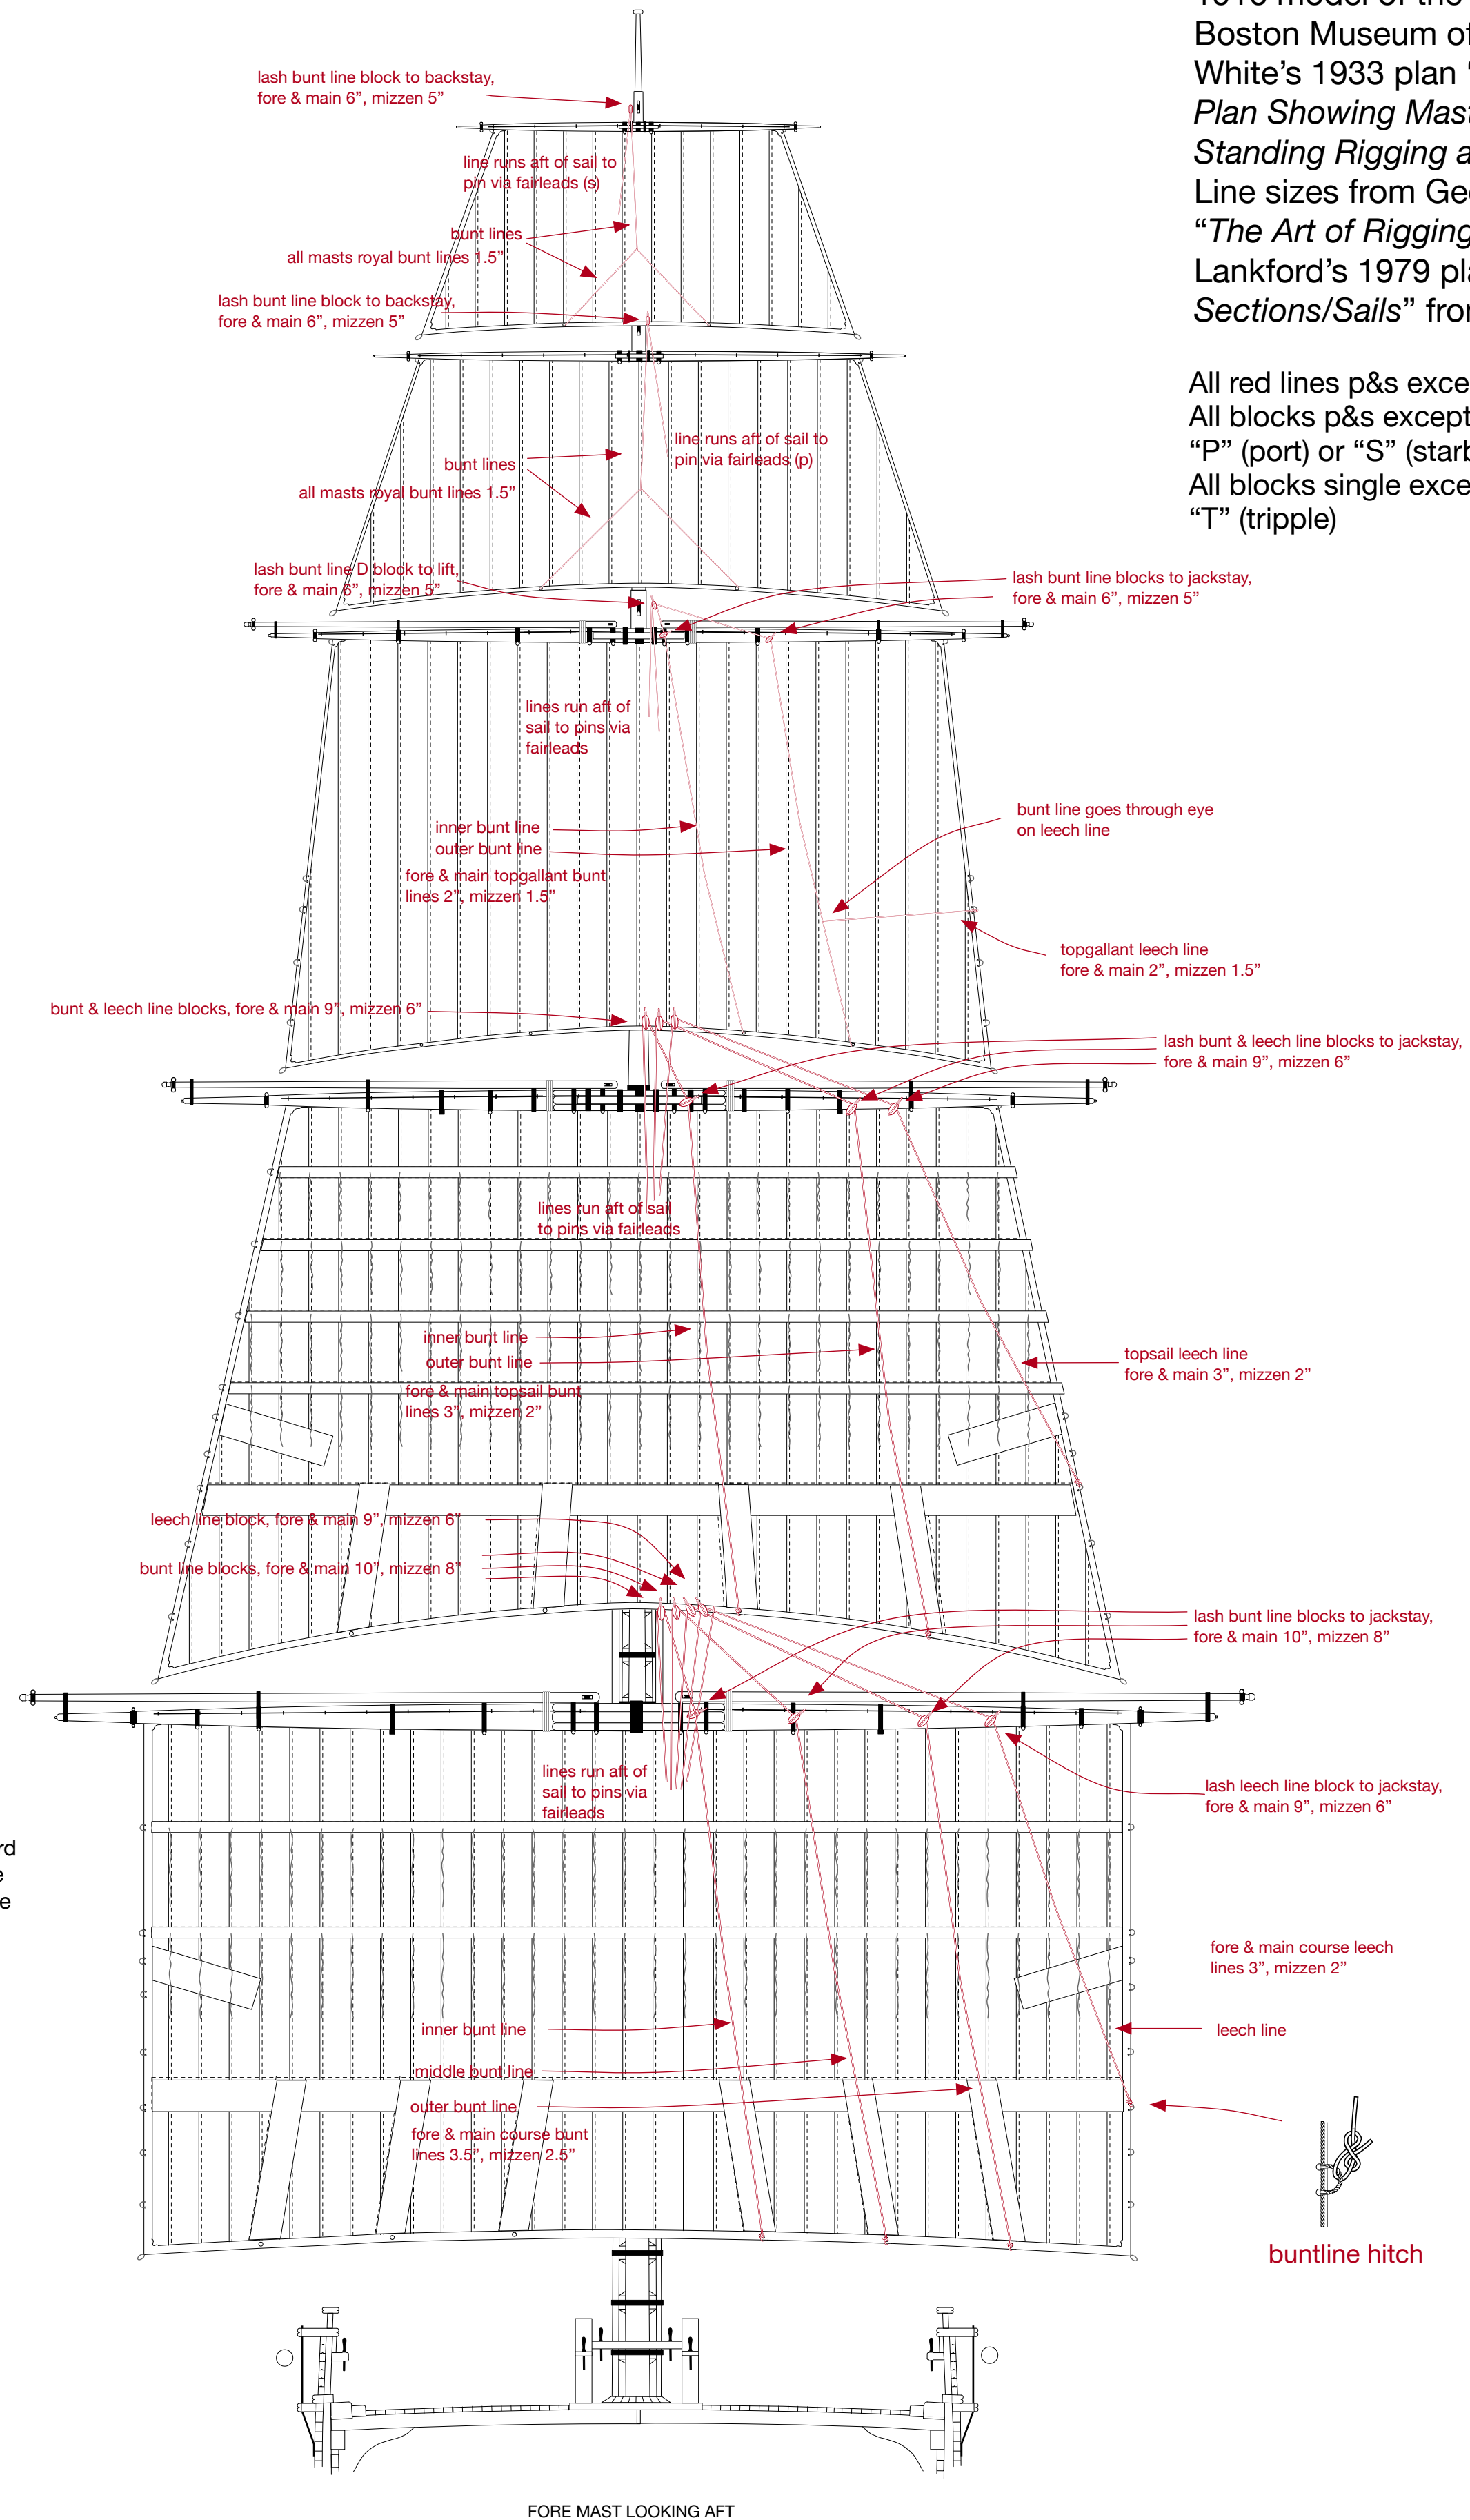 Boston Museum of
White’s 1933 plan “
Plan Showing Mast
Standing Rigging a
Line sizes from Ge
“The Art of Rigging
Lankford’s 1979 pla
Sections/Sails” from
All red lines p&s exce
All blocks p&s except
“P” (port) or “S” (starb
All blocks single exce
“T” (tripple)
lash bunt line block to backstay,
fore & main 6”, mizzen 5”
line runs aft of sail to
pin via fairleads (s)
bunt lines
all masts royal bunt lines 1.5”
lash bunt line block to backstay,
fore & main 6”, mizzen 5”
line runs aft of sail to
pin via fairleads (p)
bunt lines
all masts royal bunt lines 1.5”
lash bunt line D block to lift,
fore & main 6”, mizzen 5”
lash bunt line blocks to jackstay,
fore & main 6”, mizzen 5”
lines run aft of
sail to pins via
fairleads
inner bunt line
outer bunt line
fore & main topgallant bunt
lines 2”, mizzen 1.5”
bunt line goes through eye
on leech line
topgallant leech line
fore & main 2”, mizzen 1.5”
bunt & leech line blocks, fore & main 9”, mizzen 6”
lash bunt & leech line blocks to jackstay,
fore & main 9”, mizzen 6”
lines run aft of sail
to pins via fairleads
inner bunt line
outer bunt line
fore & main topsail bunt
lines 3”, mizzen 2”
topsail leech line
fore & main 3”, mizzen 2”
leech line block, fore & main 9”, mizzen 6”
bunt line blocks, fore & main 10”, mizzen 8”
lash bunt line blocks to jackstay,
fore & main 10”, mizzen 8”
lines run aft of
sail to pins via
fairleads
lash leech line block to jackstay,
fore & main 9”, mizzen 6”
rd
e
e
fore & main course leech
lines 3”, mizzen 2”
inner bunt line
leech line
middle bunt line
outer bunt line
fore & main course bunt
lines 3.5”, mizzen 2.5”
buntline hitch
FORE MAST LOOKING AFT